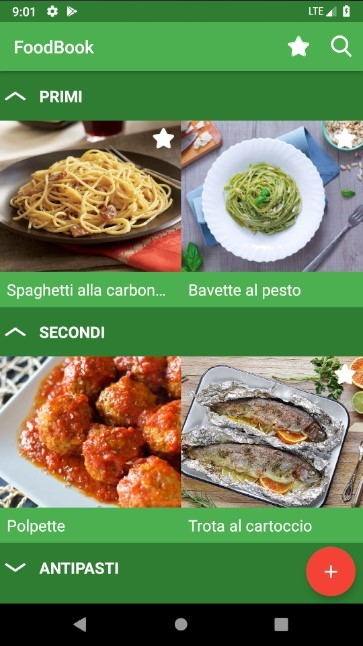 9:01 LTE
FoodBook
PRIMI
Spaghetti alla carbon... Bavette al pesto
SECONDI
Polpette Trota al cartoccio
ANTIPASTI
+